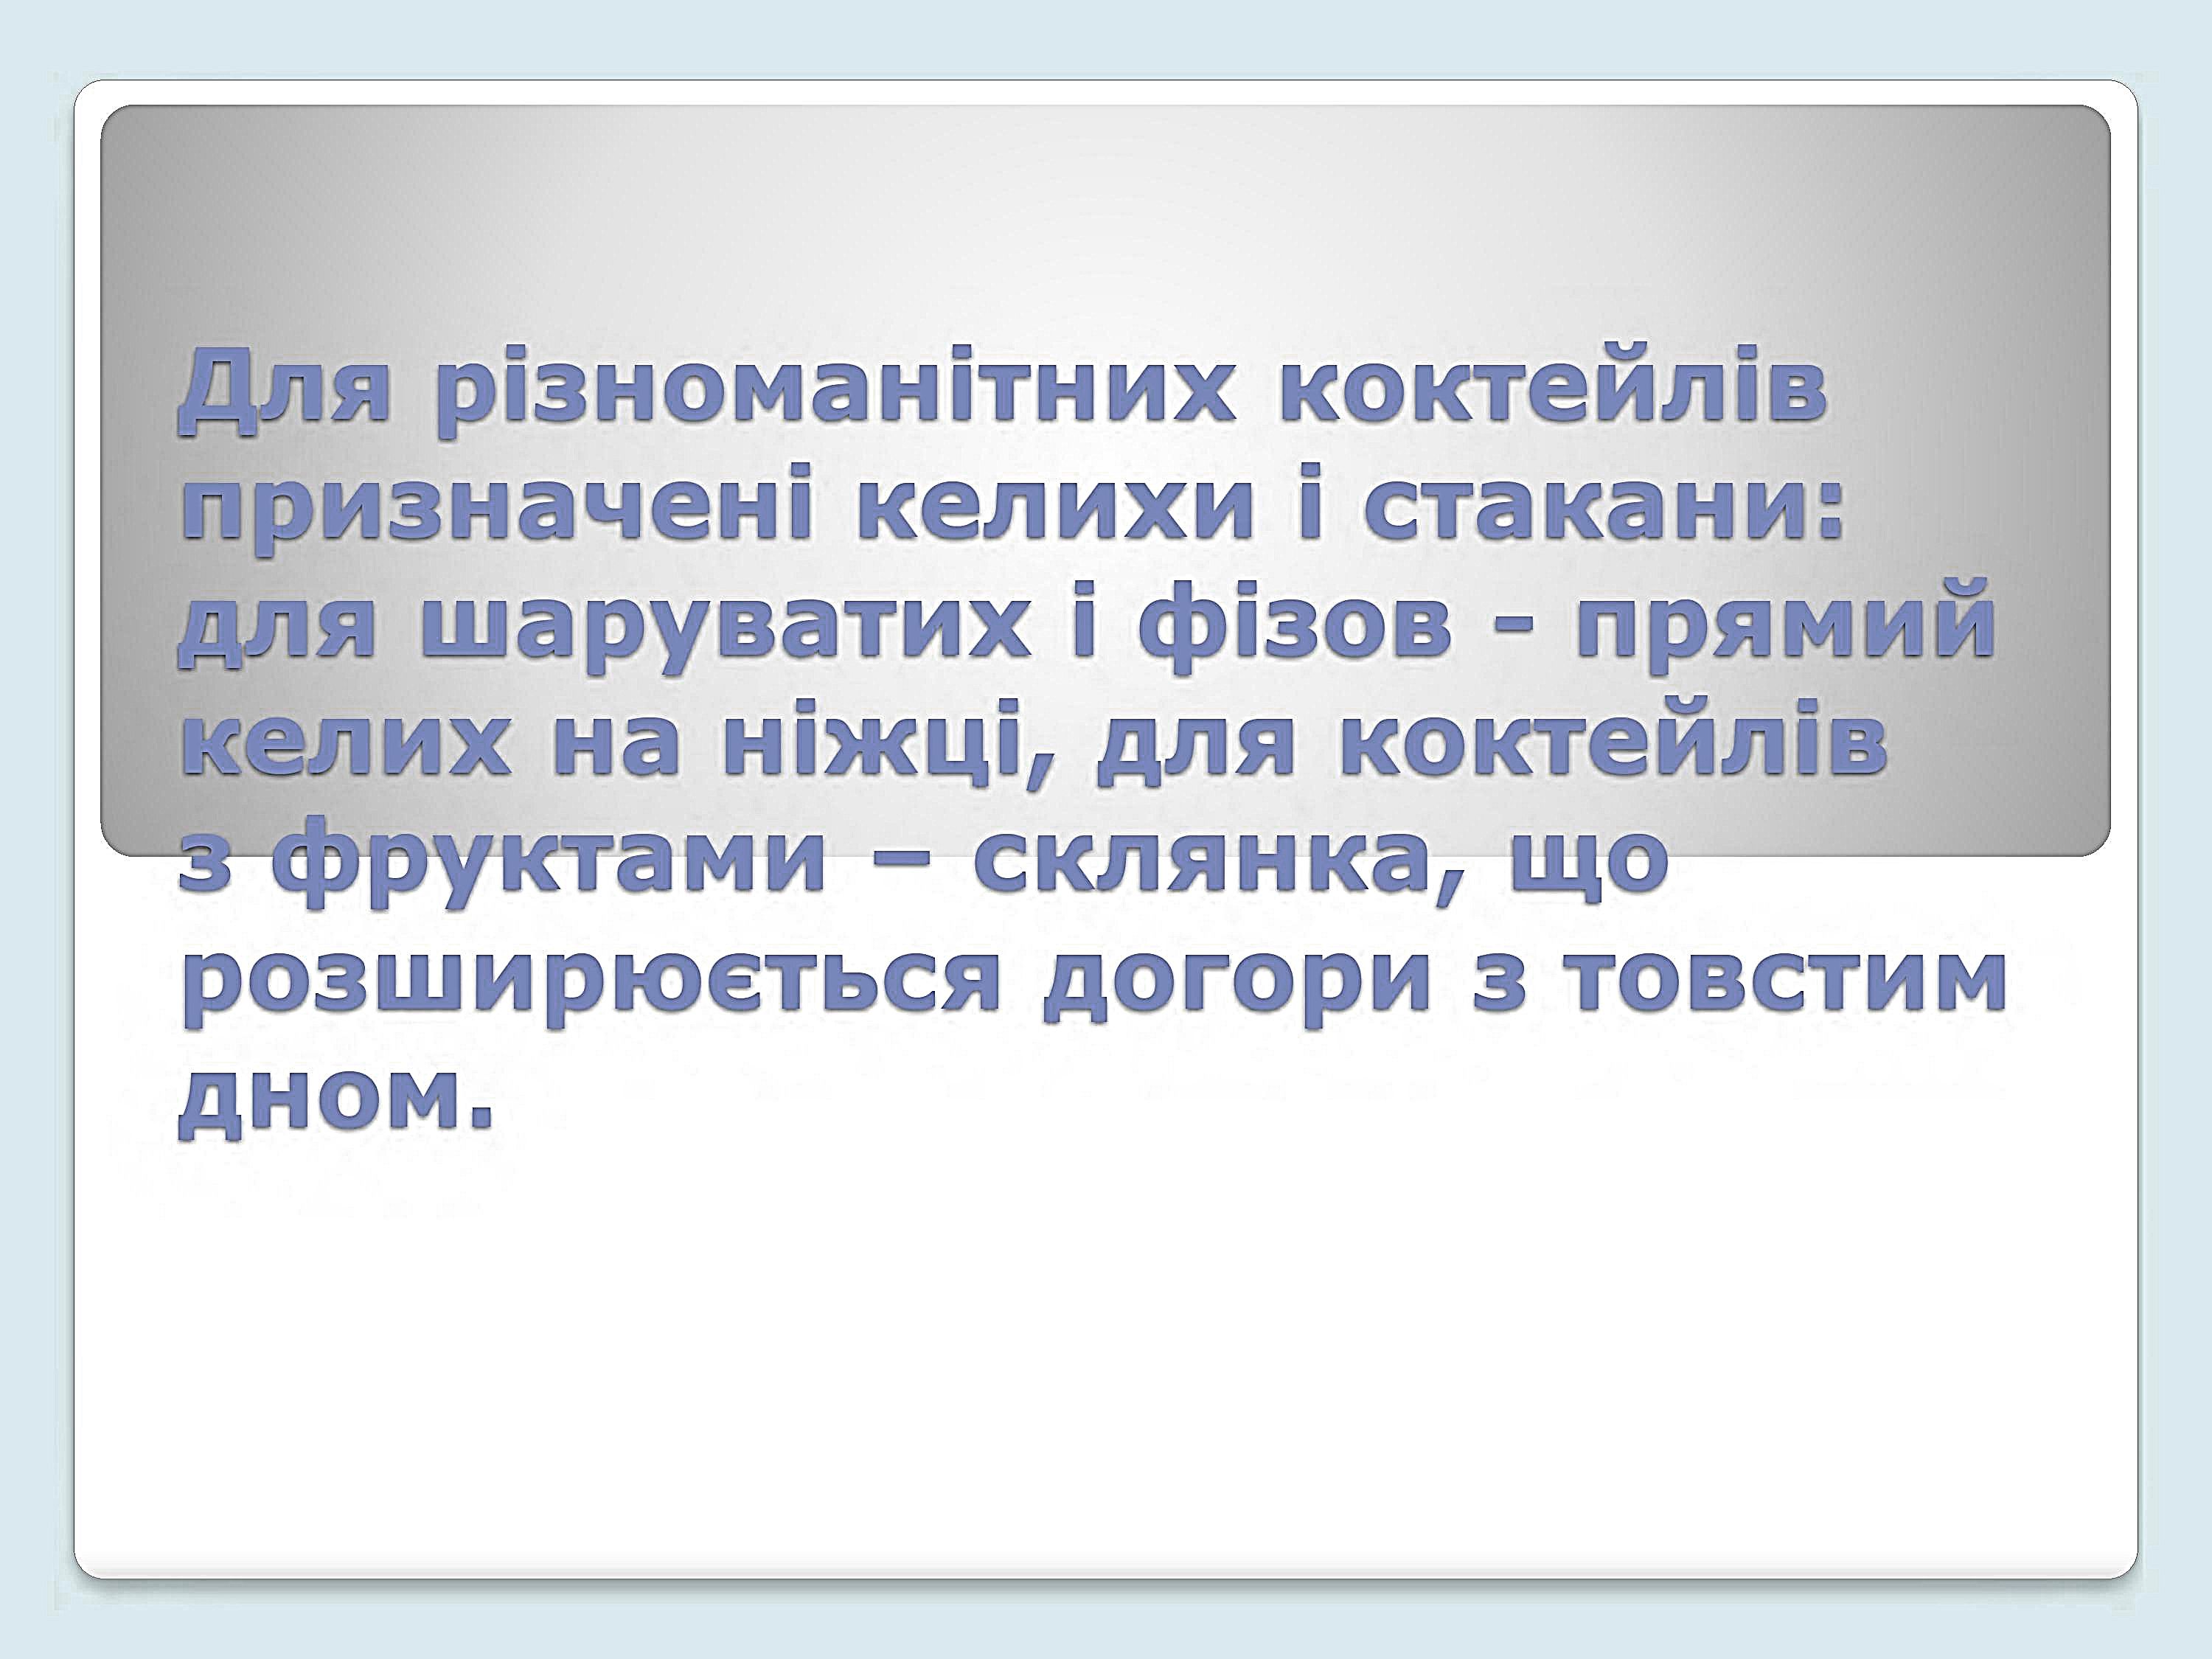 Для різноманітних коктейлів
призначені келихи і стакани:
для шаруватих і фізов - прямий
келих на ніжці, для коктейлів
з фруктами – склянка, що
розширюється догори з товстим
дном.